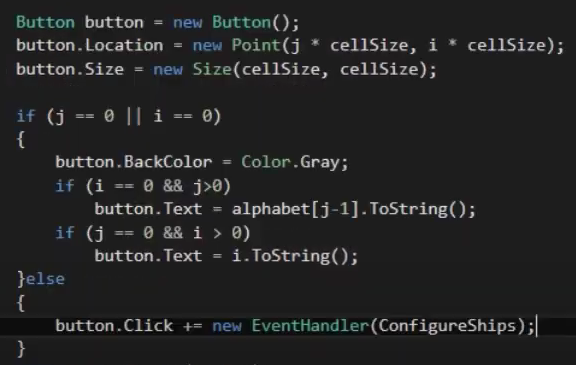 Button button = new Button();
button.Location = new Point(j * cellSize, i * cellSize);
button.Size = new Size(cellSize, cellSize);

if (j == 0 || i == 0)
{
    button.BackColor = Color.Gray;
    if (i == 0 && j>0)
        button.Text = alphabet[j-1].ToString();
    if (j == 0 && i > 0)
        button.Text = i.ToString();
}else
{
    button.Click += new EventHandler(ConfigureShips);
}